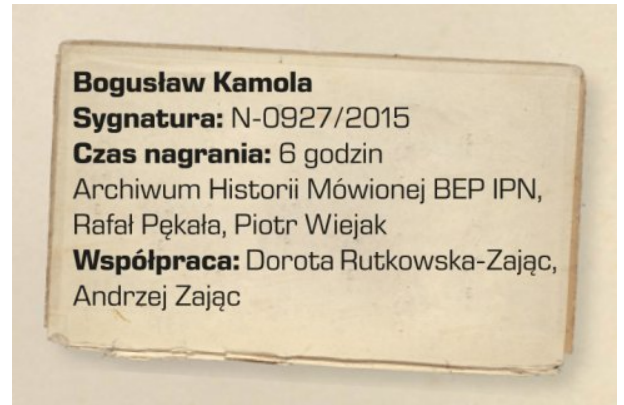 Bogusław Kamola
Sygnatura: N-0927/2015
Czas nagrania: 6 godzin
Archiwum Historii Mówionej BEP IPN,
Rafał Pękała, Piotr Wiejak
Współpraca: Dorota Rutkowska-Zając,
Andrzej Zając